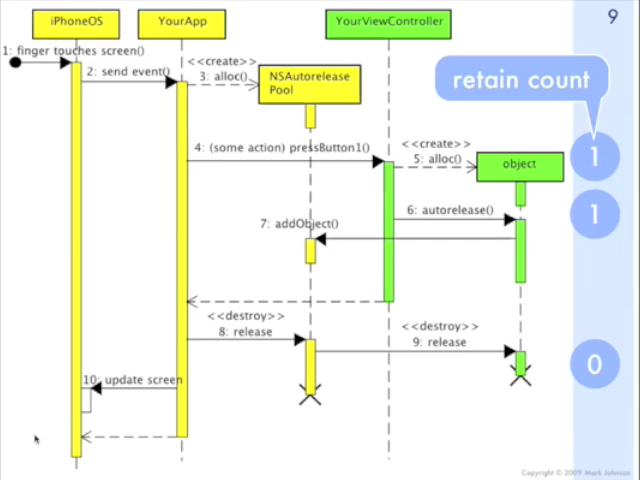 9
iPhoneOS
YourApp
YourViewController
1: finger touches screen()
<<create>>
2: send event()
3: alloc()
NSAutorelease
Pool
retain count
4: (some action) pressButton1()
<<create>>
5: alloc()
object
1
6: autorelease()
1
7: addObject()
<<destroy>>
8: release
<<destroy>>
9: release
0
10: update screen
Copyright © 2009 Mark Johnson